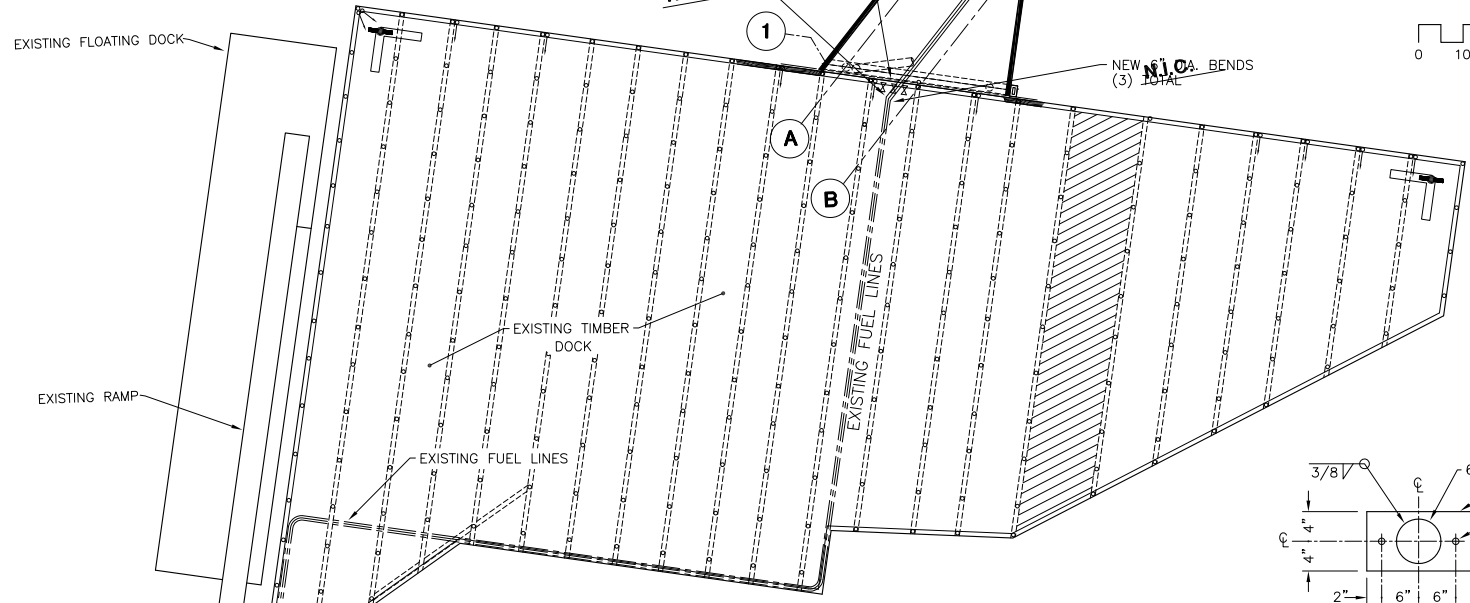 EXISTING FLOATING DOCK
1
NEW 6" DIA. BENDS
(3) TOTAL
N.I.C.
0 10
A
B
EXISTING FUEL LINES
EXISTING TIMBER
DOCK
EXISTING RAMP
EXISTING FUEL LINES
3/8
℄
6
℄
4"
4"
2" 6" 6"